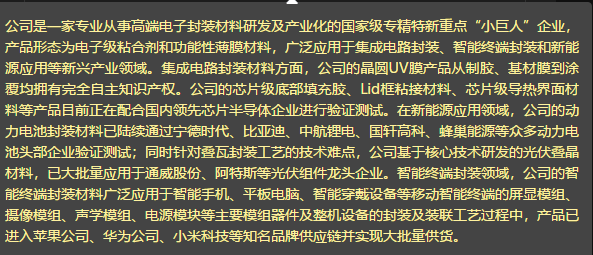 公司是一家专业从事高端电子封装材料研发及产业化的国家级专精特新重点“小巨人”企业，
产品形态为电子级粘合剂和功能性薄膜材料，广泛应用于集成电路封装、智能终端封装和新能
源应用等新兴产业领域。集成电路封装材料方面，公司的晶圆UV膜产品从制胶、基材膜到涂
覆均拥有完全自主知识产权。公司的芯片级底部填充胶、Lid框粘接材料、芯片级导热界面材
料等产品目前正在配合国内领先芯片半导体企业进行验证测试。在新能源应用领域，公司的动
力电池封装材料已陆续通过宁德时代、比亚迪、中航锂电、国轩高科、蜂巢能源等众多动力电
池头部企业验证测试；同时针对叠瓦封装工艺的技术难点，公司基于核心技术研发的光伏叠晶
材料，已大批量应用于通威股份、阿特斯等光伏组件龙头企业。智能终端封装领域，公司的智
能终端封装材料广泛应用于智能手机、平板电脑、智能穿戴设备等移动智能终端的屏显模组、
摄像模组、声学模组、电源模块等主要模组器件及整机设备的封装及装联工艺过程中，产品已
进入苹果公司、华为公司、小米科技等知名品牌供应链并实现大批量供货。